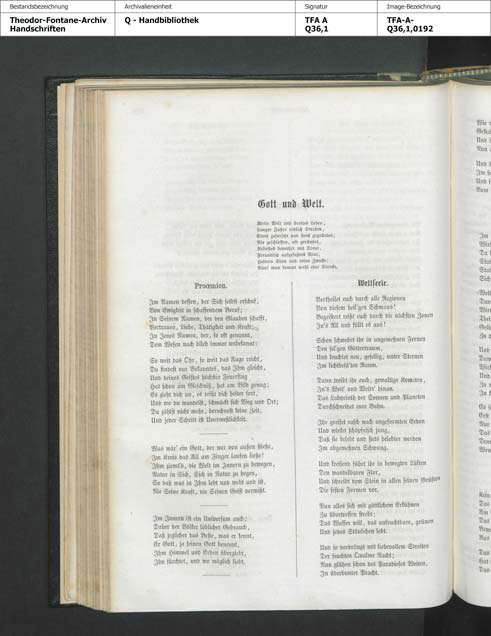 Bestandsbezeichnung
Theodor-Fontane-Archiv
Handschriften
Archivalieneinheit
Q - Handbibliothek
Signatur
TFA A
Q36,1
Image-Bezeichnung
TFA-A-
Q36,1,0192
Gott und Welt.
Weite Welt und breites Leben,
Langer Jahre redlich Streben,
Stets geforscht und stets gegründet,
Nie geschlossen, oft geründet,
Aeltestes bewahrt mit Treue,
Freundlich aufgefaßtes Neue,
Heitern Sinn und reine Zwecke:
Nun! man kommt wohl eine Strecke.
Proœmion.
Im Namen dessen, der Sich selbst erschuf,
Von Ewigkeit in schaffendem Beruf;
In Seinem Namen, der den Glauben schafft,
Vertrauen, Liebe, Thätigkeit und Kraft;
In Jenes Namen, der, so oft genannt,
Dem Wesen nach blieb immer unbekannt:
So weit das Ohr, so weit das Auge reicht,
Du findest nur Bekanntes, das Ihm gleicht,
Und deines Geistes höchster Feuerflug
Hat schon am Gleichniß, hat am Bild genug;
Es zieht dich an, es reißt dich heiter fort,
Und wo du wandelst, schmückt sich Weg und Ort;
Du zählst nicht mehr, berechnest keine Zeit,
Und jeder Schritt ist Unermeßlichkeit.
Was wär' ein Gott, der nur von außen stieße,
Im Kreis das All am Finger laufen ließe!
Ihm ziemt's, die Welt im Innern zu bewegen,
Natur in Sich, Sich in Natur zu hegen,
So daß was in Ihm lebt und webt und ist,
Nie Seine Kraft, nie Seinen Geist vermißt.
Im Innern ist ein Universum auch;
Daher der Völker löblicher Gebrauch,
Daß jeglicher das Beste, was er kennt,
Er Gott, ja seinen Gott benennt,
Ihm Himmel und Erden übergiebt,
Ihn fürchtet, und wo möglich liebt.
Weltseele.
Vertheilet euch durch alle Regionen
Von diesem heil'gen Schmaus!
Begeistert reißt euch durch die nächsten Zonen
In's All und füllt es aus!
Schon schwebet ihr in ungemeßnen Fernen
Den sel'gen Göttertraum,
Und leuchtet neu, gesellig, unter Sternen
Im lichtbesä'ten Raum.
Dann treibt ihr euch, gewaltige Kometen,
In's Weit' und Weitr' hinan.
Das Labyrinth der Sonnen und Planeten
Durchschneidet eure Bahn.
Ihr greifet rasch nach ungeformten Erden
Und wirket schöpfrisch jung,
Daß sie belebt und stets belebter werden
Im abgemeßnen Schwung.
Und kreisend führt ihr in bewegten Lüften
Den wandelbaren Flor,
Und schreibt dem Stein in allen seinen Grüften
Die festen Formen vor.
Nun alles sich mit göttlichem Erkühnen
Zu übertreffen strebt;
Das Wasser will, das unfruchtbare, grünen
Und jedes Stäubchen lebt.
Und so verdrängt mit liebevollem Streiten
Der feuchten Qualme Nacht;
Nun glühen schon des Paradieses Weiten,
In überbunter Pracht.